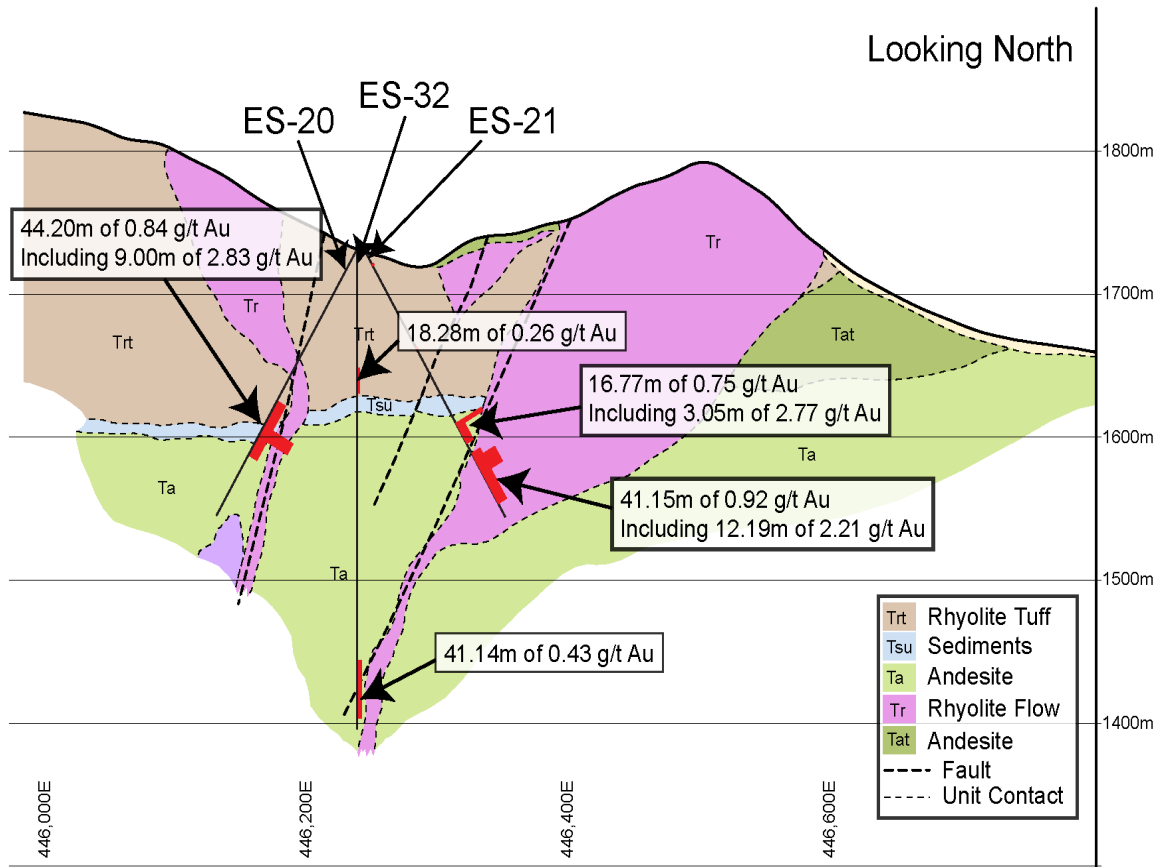 Looking North
ES-32
ES-20
ES-21
1800m
44.20m of 0.84 g/t Au
Including 9.00m of 2.83 g/t Au
Tr
Tr
1700m
Trt
Trt
18.28m of 0.26 g/t Au
Tat
16.77m of 0.75 g/t Au
Including 3.05m of 2.77 g/t Au
Tsu
1600m
Ta
Ta
41.15m of 0.92 g/t Au
Including 12.19m of 2.21 g/t Au
Ta
1500m
41.14m of 0.43 g/t Au
1400m
Trt Rhyolite Tuff
Tsu Sediments
Ta Andesite
Tr Rhyolite Flow
Tat Andesite
Fault
Unit Contact
446,000E
446,200E
446,400E
446,600E